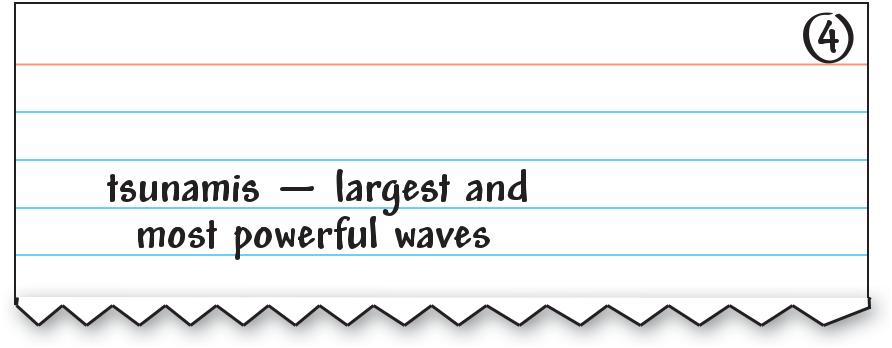 4
tsunamis — largest and
most powerful waves